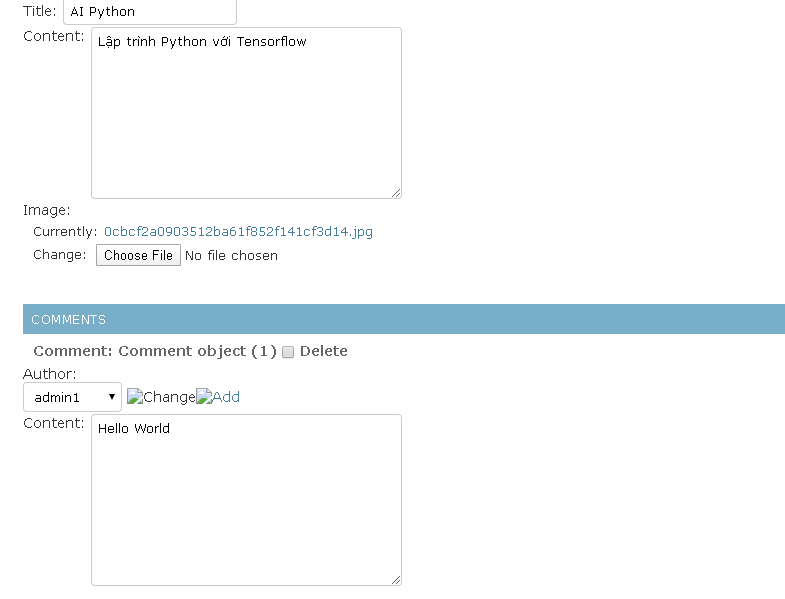 Title: AI Python
Content: Lập trình Python với Tensorflow
Image:
Currently: 0cbcf2a0903512ba61f852f141cf3d14.jpg
Change: Choose File No file chosen
COMMENTS
Comment: Comment object (1) Delete
Author:
admin1 Change Add
Content: Hello World